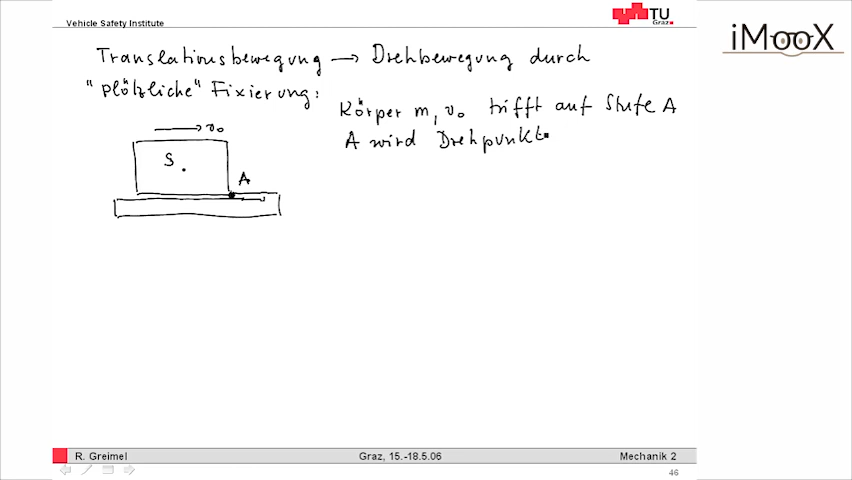 Vehicle Safety Institute
TU
Graz
iMooX
Translationsbewegung → Drehbewegung durch
"plötzliche" Fixierung:
Körper m, v₀ trifft auf Stufe A
A wird Drehpunkt
v₀
S
A
R. Greimel
Graz, 15.-18.5.06
Mechanik 2
46